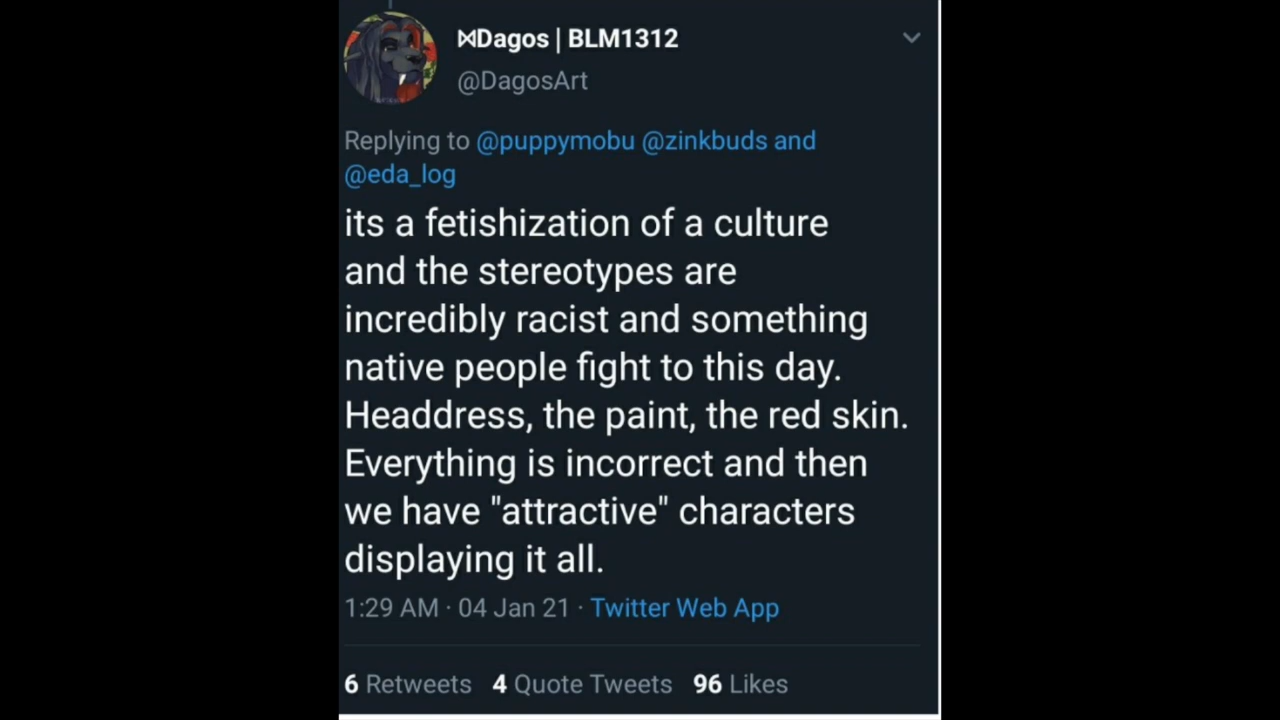 ⋈Dagos | BLM1312
@DagosArt
Replying to @puppymobu @zinkbuds and
@eda_log
its a fetishization of a culture
and the stereotypes are
incredibly racist and something
native people fight to this day.
Headdress, the paint, the red skin.
Everything is incorrect and then
we have "attractive" characters
displaying it all.
1:29 AM · 04 Jan 21 · Twitter Web App
6 Retweets 4 Quote Tweets 96 Likes